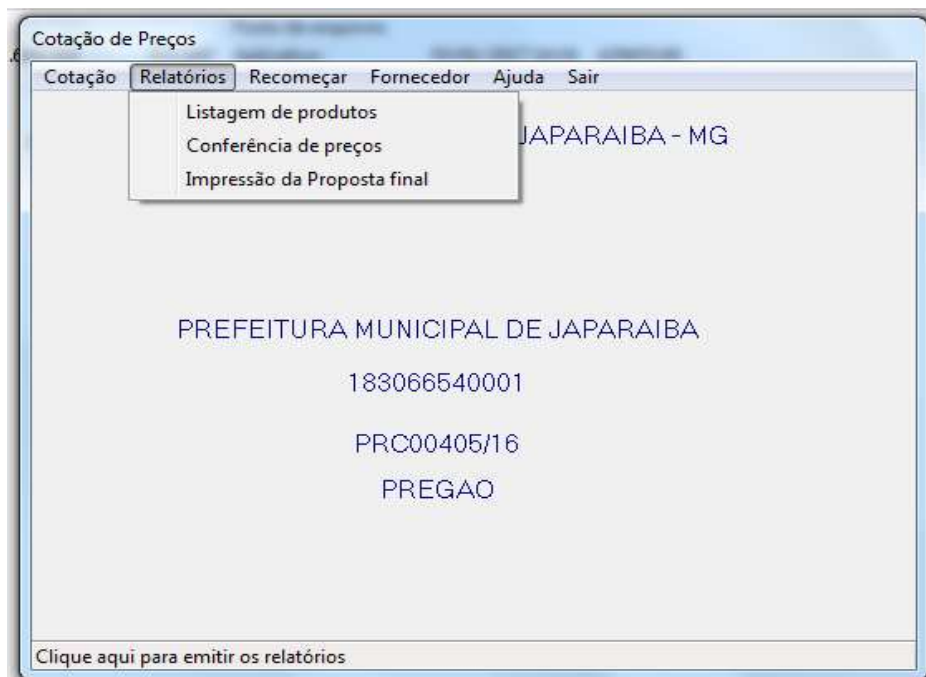 Cotação de Preços
Cotação Relatórios Recomeçar Fornecedor Ajuda Sair
Listagem de produtos
Conferência de preços
Impressão da Proposta final
JAPARAIBA - MG
PREFEITURA MUNICIPAL DE JAPARAIBA
183066540001
PRC00405/16
PREGAO
Clique aqui para emitir os relatórios